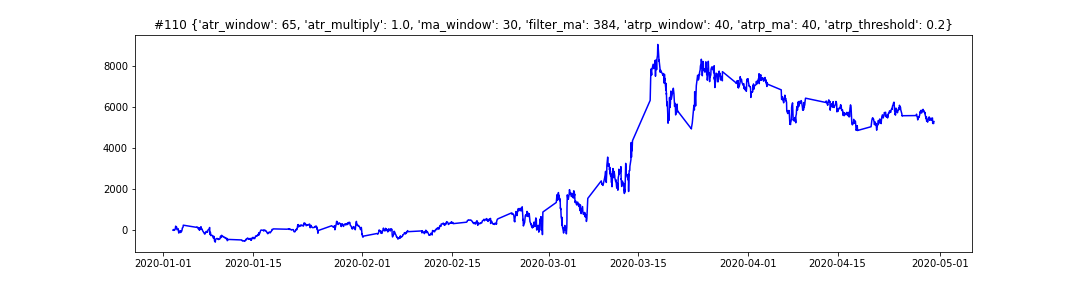 #110 {'atr_window': 65, 'atr_multiply': 1.0, 'ma_window': 30, 'filter_ma': 384, 'atrp_window': 40, 'atrp_ma': 40, 'atrp_threshold': 0.2}
8000
6000
4000
2000
0
2020-01-01 2020-01-15 2020-02-01 2020-02-15 2020-03-01 2020-03-15 2020-04-01 2020-04-15 2020-05-01